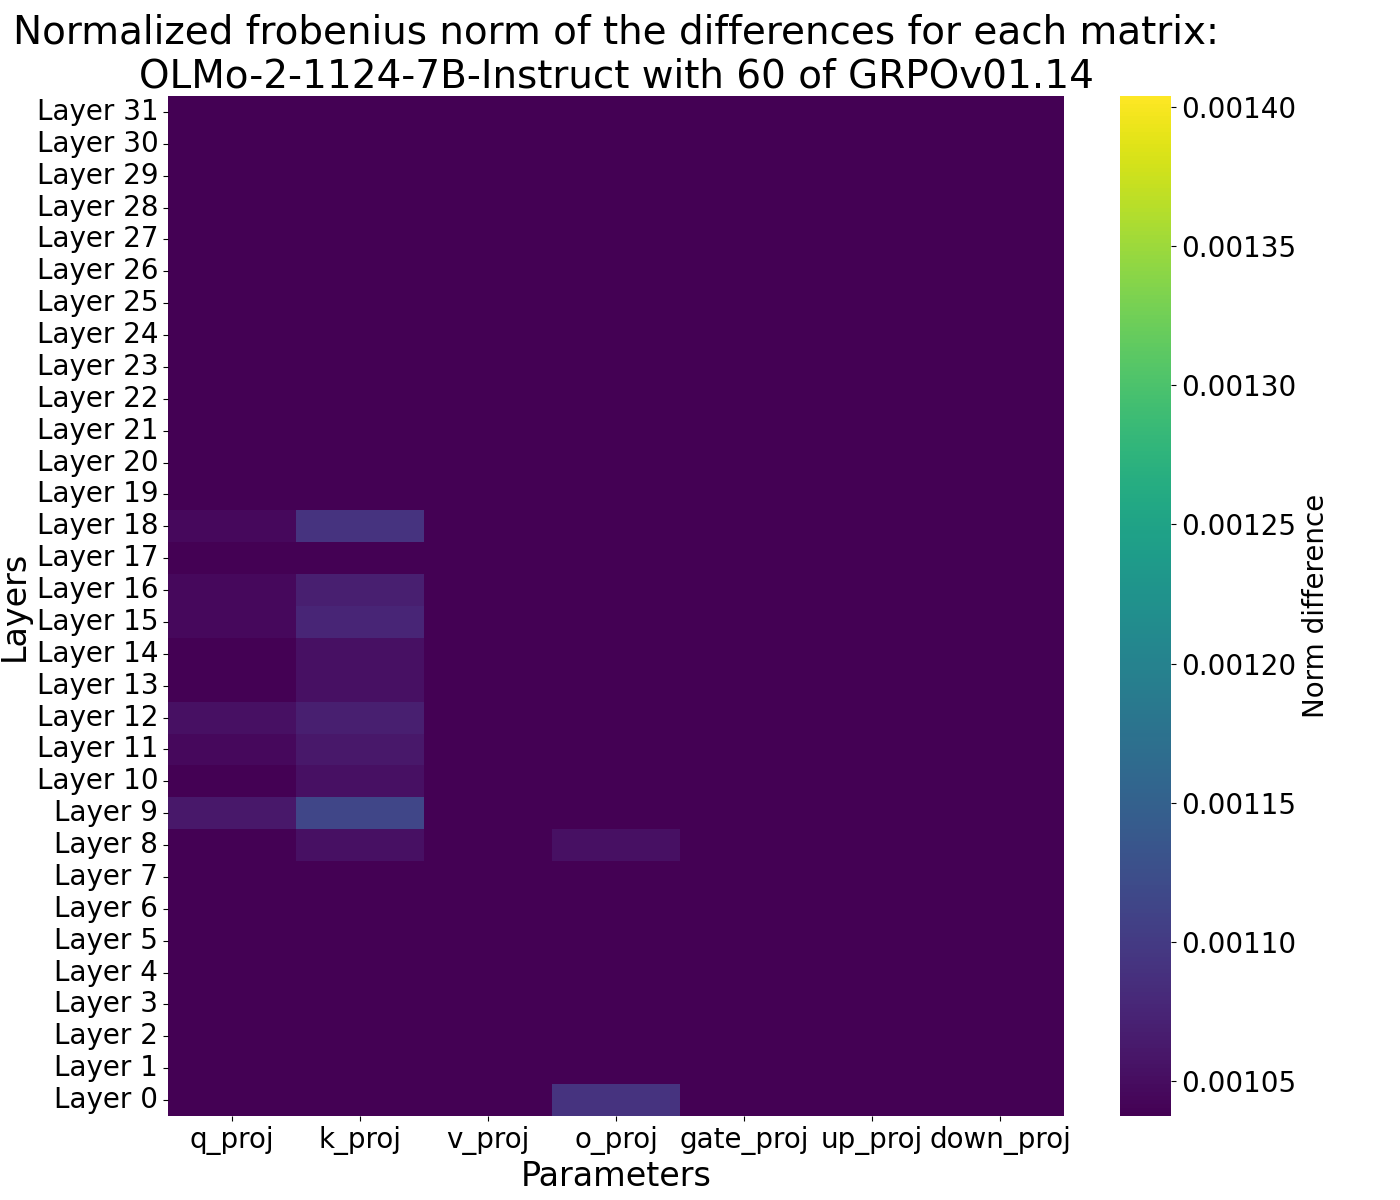 Normalized frobenius norm of the differences for each matrix:
OLMo-2-1124-7B-Instruct with 60 of GRPOv01.14
Layers
Layer 31
Layer 30
Layer 29
Layer 28
Layer 27
Layer 26
Layer 25
Layer 24
Layer 23
Layer 22
Layer 21
Layer 20
Layer 19
Layer 18
Layer 17
Layer 16
Layer 15
Layer 14
Layer 13
Layer 12
Layer 11
Layer 10
Layer 9
Layer 8
Layer 7
Layer 6
Layer 5
Layer 4
Layer 3
Layer 2
Layer 1
Layer 0
q_proj k_proj v_proj o_proj gate_proj up_proj down_proj
Parameters
0.00140
0.00135
0.00130
0.00125
0.00120
0.00115
0.00110
0.00105
Norm difference